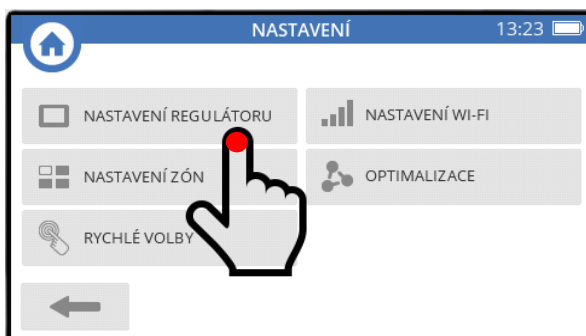 NASTAVENÍ 13:23
NASTAVENÍ REGULÁTORU
NASTAVENÍ WI-FI
NASTAVENÍ ZÓN
OPTIMALIZACE
RYCHLÉ VOLBY